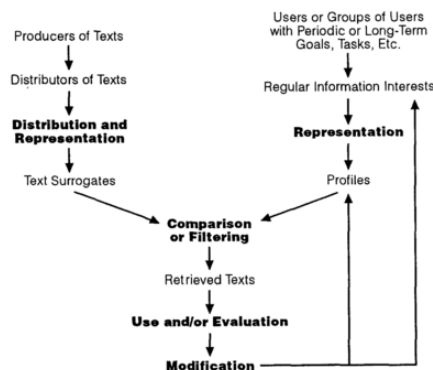 Producers of Texts
Distributors of Texts
Distribution and
Representation
Text Surrogates
Users or Groups of Users
with Periodic or Long-Term
Goals, Tasks, Etc.
Regular Information Interests
Representation
Profiles
Comparison
or Filtering
Retrieved Texts
Use and/or Evaluation
Modification